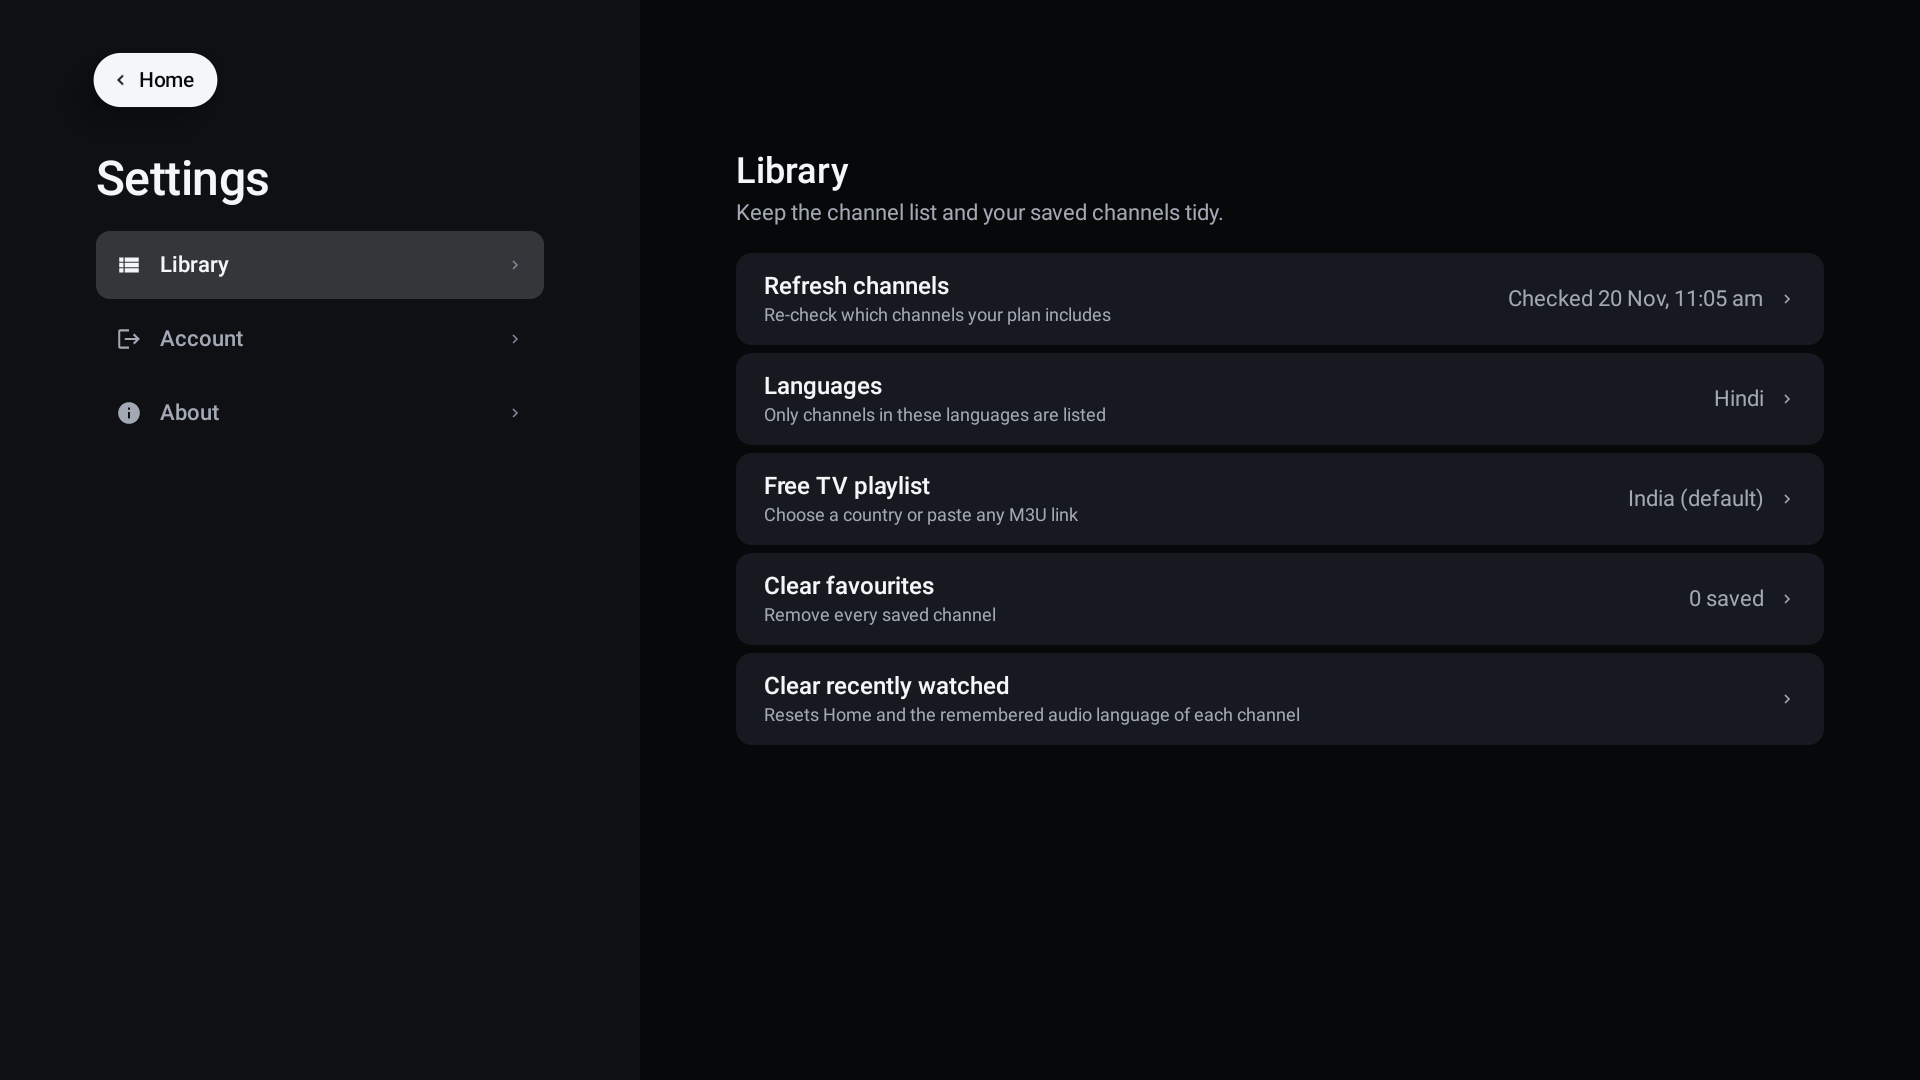 Home
Settings
Library
Account
About
Library
Keep the channel list and your saved channels tidy.
Refresh channels
Re-check which channels your plan includes
Checked 20 Nov, 11:05 am
Languages
Only channels in these languages are listed
Hindi
Free TV playlist
Choose a country or paste any M3U link
India (default)
Clear favourites
Remove every saved channel
0 saved
Clear recently watched
Resets Home and the remembered audio language of each channel